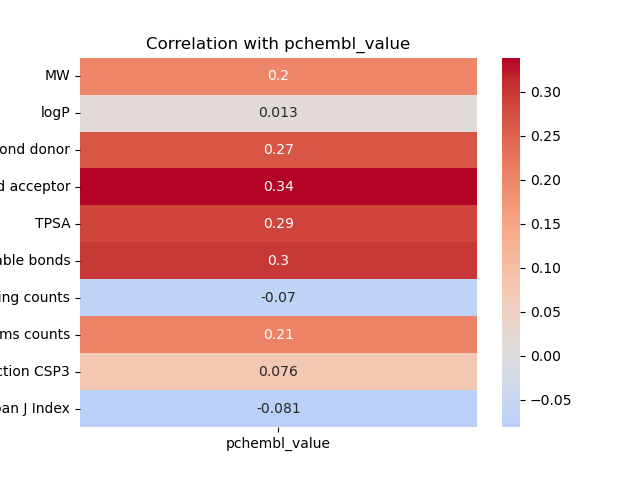 Correlation with pchembl_value
MW 0.2
logP 0.013
ond donor 0.27
d acceptor 0.34
TPSA 0.29
able bonds 0.3
ing counts -0.07
ms counts 0.21
ction CSP3 0.076
an J Index -0.081
pchembl_value
0.30
0.25
0.20
0.15
0.10
0.05
0.00
−0.05